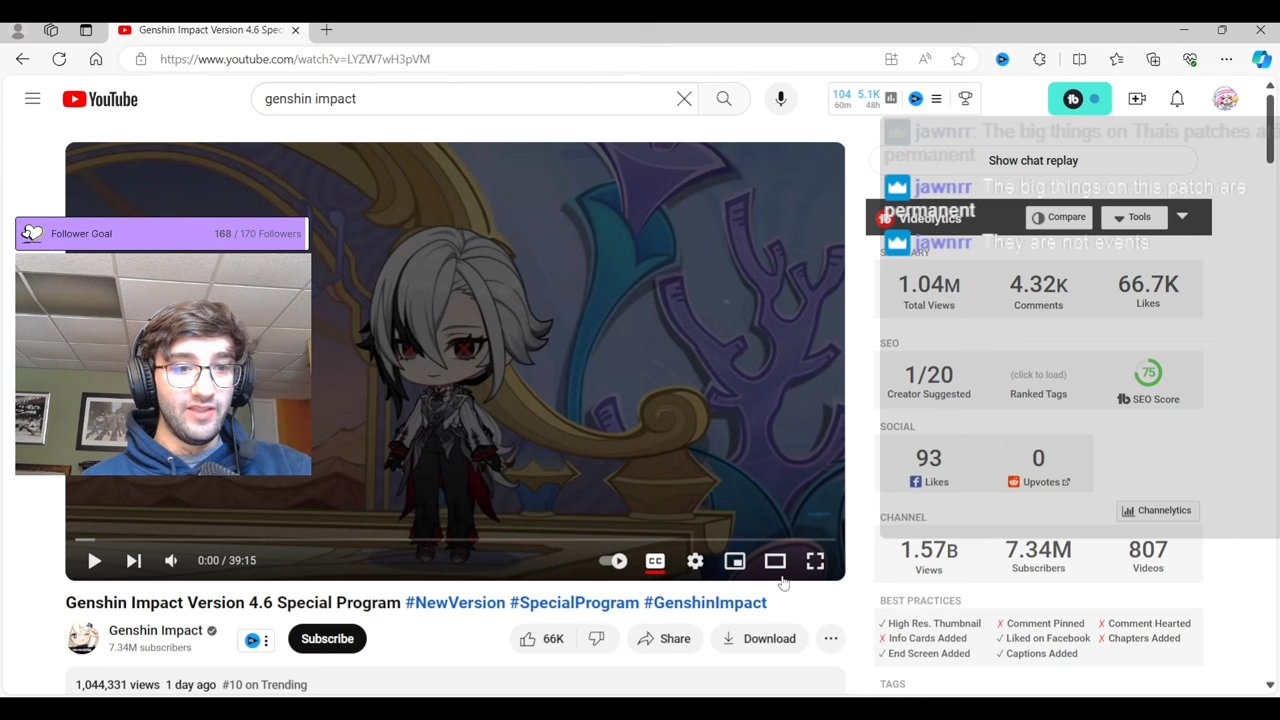 Genshin Impact Version 4.6 Spec
https://www.youtube.com/watch?v=LYZW7wH3pVM
YouTube
genshin impact
104 5.1K
60m 48h
jawnrr: The big things on Thais patches
permanent
Show chat replay
jawnrr The big things on this patch are
permanent
Videolytics
Compare
Tools
jawnrr They are not events
Follower Goal
168 / 170 Followers
1.04M
Total Views
4.32K
Comments
66.7K
Likes
SEO
1/20
Creator Suggested
(click to load)
Ranked Tags
75
SEO Score
SOCIAL
93
Likes
0
Upvotes
CHANNEL
Channelytics
1.57B
Views
7.34M
Subscribers
807
Videos
BEST PRACTICES
✓ High Res. Thumbnail
✗ Comment Pinned
✗ Comment Hearted
✗ Info Cards Added
✓ Liked on Facebook
✗ Chapters Added
✓ End Screen Added
✓ Captions Added
TAGS
0:00 / 39:15
CC
Genshin Impact Version 4.6 Special Program #NewVersion #SpecialProgram #GenshinImpact
Genshin Impact
7.34M subscribers
Subscribe
66K
Share
Download
1,044,331 views 1 day ago #10 on Trending